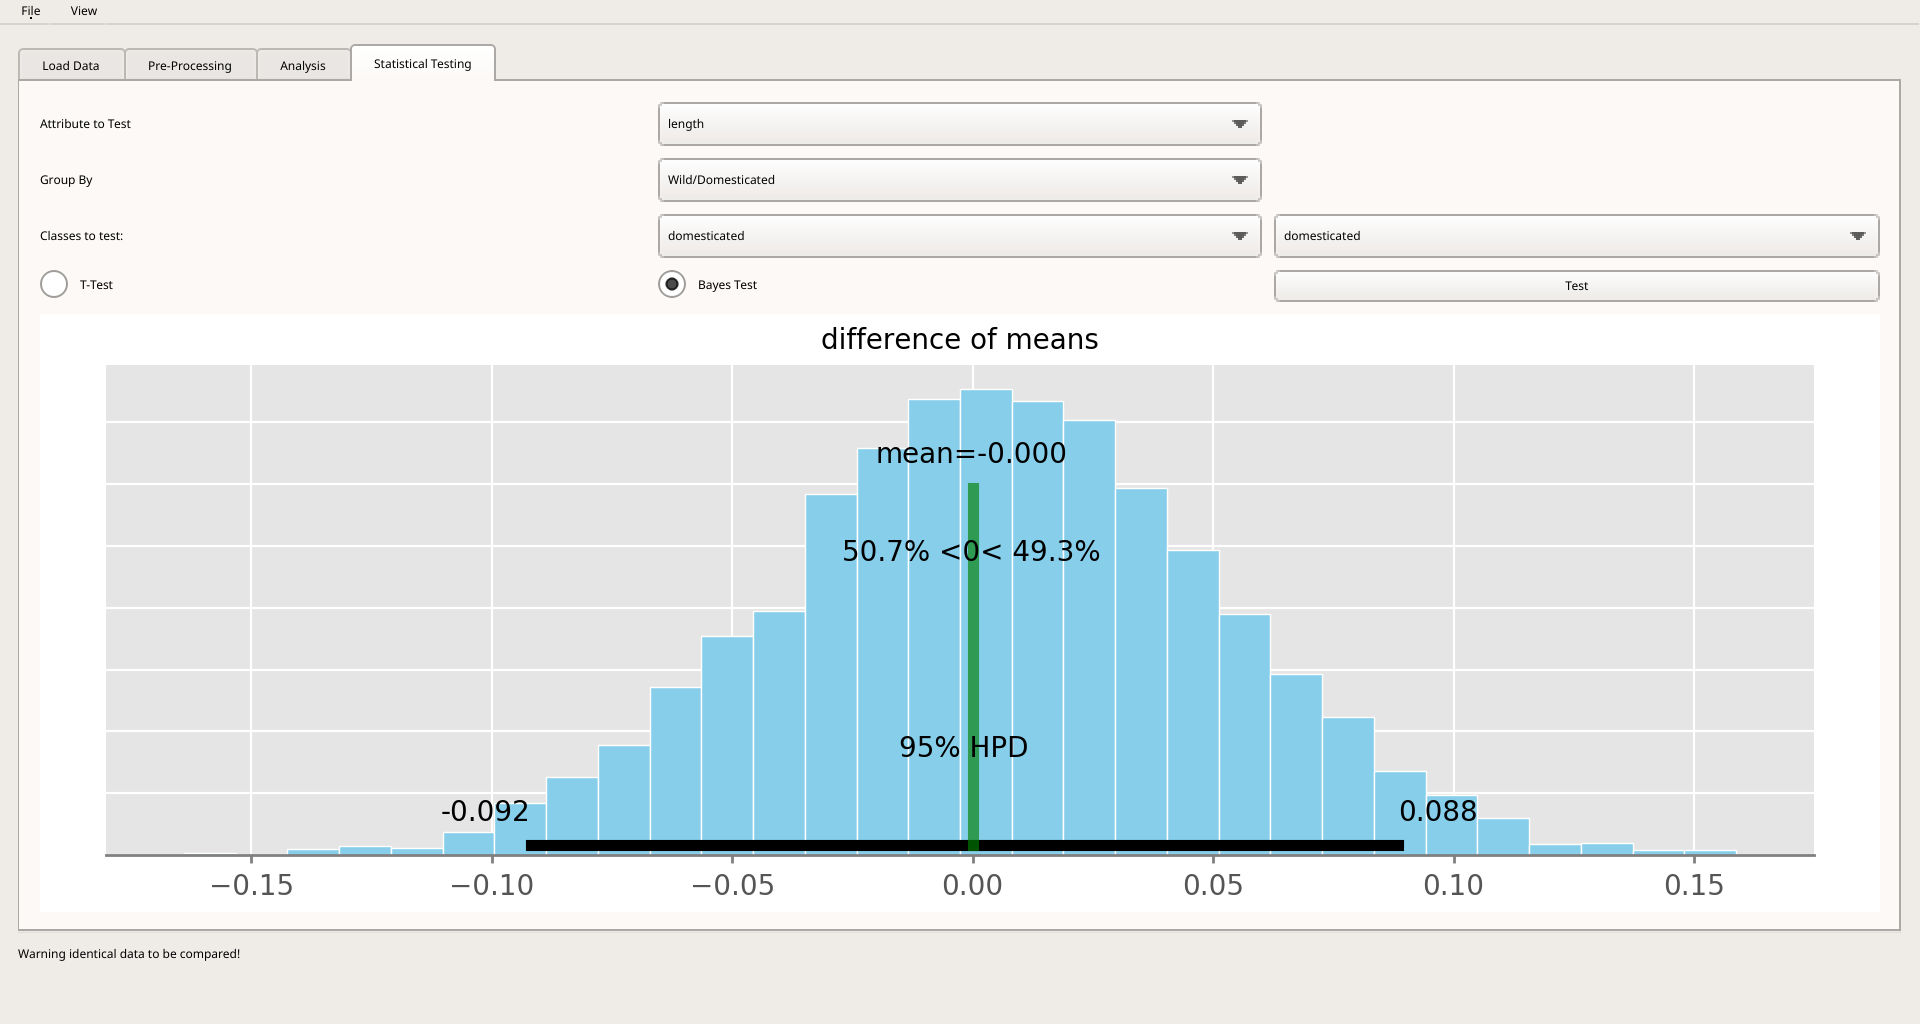 File View
Load Data Pre-Processing Analysis Statistical Testing
Attribute to Test length
Group By Wild/Domesticated
Classes to test: domesticated domesticated
T-Test Bayes Test Test
difference of means
mean=-0.000
50.7% <0< 49.3%
95% HPD
-0.092 0.088
−0.15 −0.10 −0.05 0.00 0.05 0.10 0.15
Warning identical data to be compared!